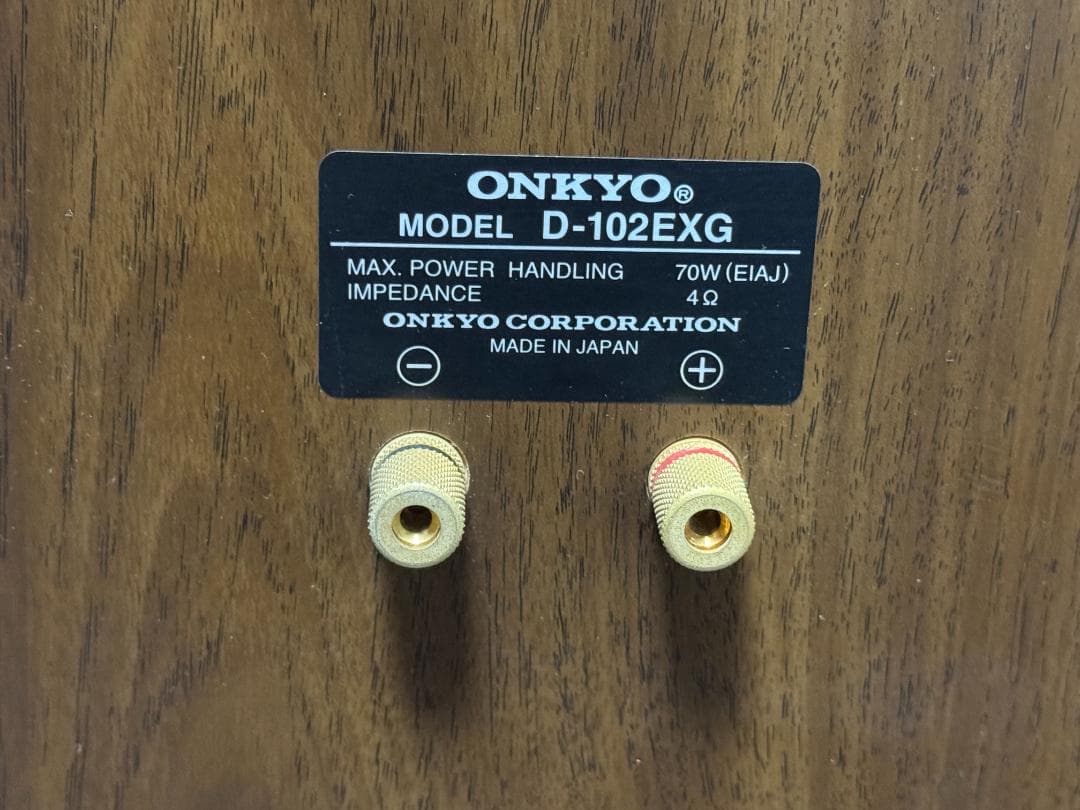 ONKYO®
MODEL D-102EXG
MAX. POWER HANDLING 70W (EIAJ)
IMPEDANCE 4Ω
ONKYO CORPORATION
MADE IN JAPAN
− +